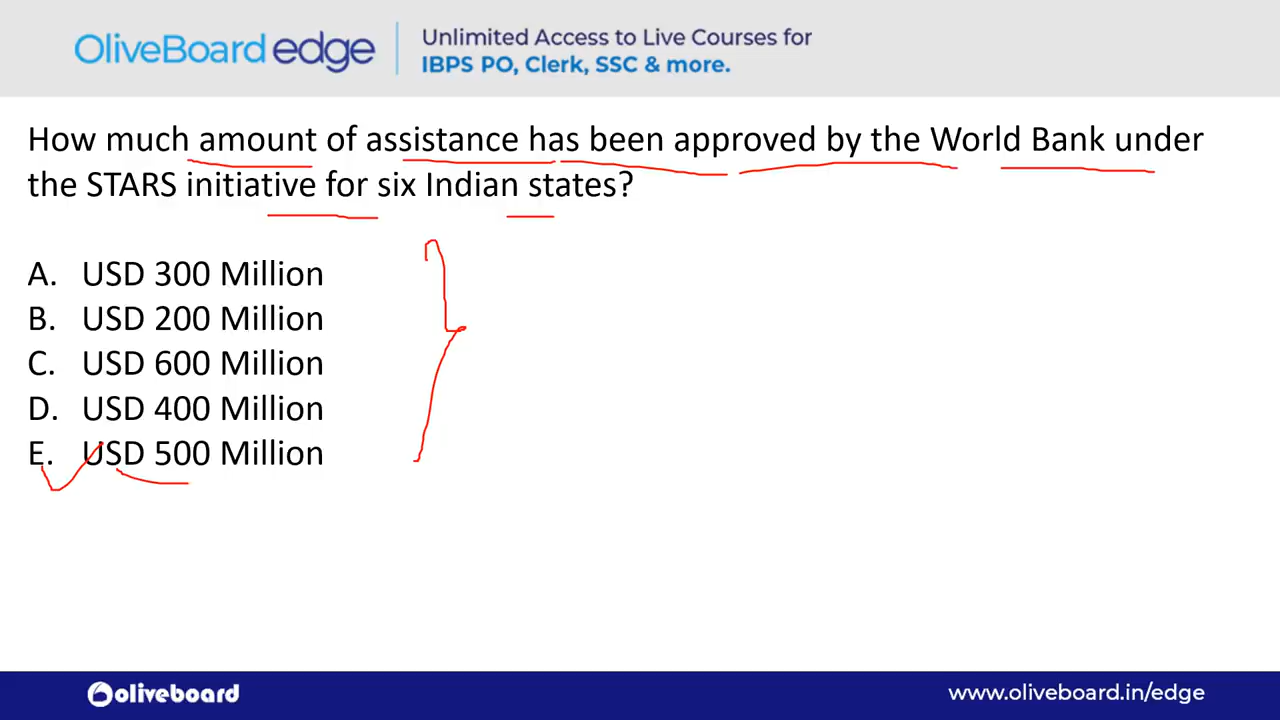 OliveBoard edge
Unlimited Access to Live Courses for
IBPS PO, Clerk, SSC & more.
How much amount of assistance has been approved by the World Bank under
the STARS initiative for six Indian states?
A. USD 300 Million
B. USD 200 Million
C. USD 600 Million
D. USD 400 Million
E. USD 500 Million
oliveboard
www.oliveboard.in/edge